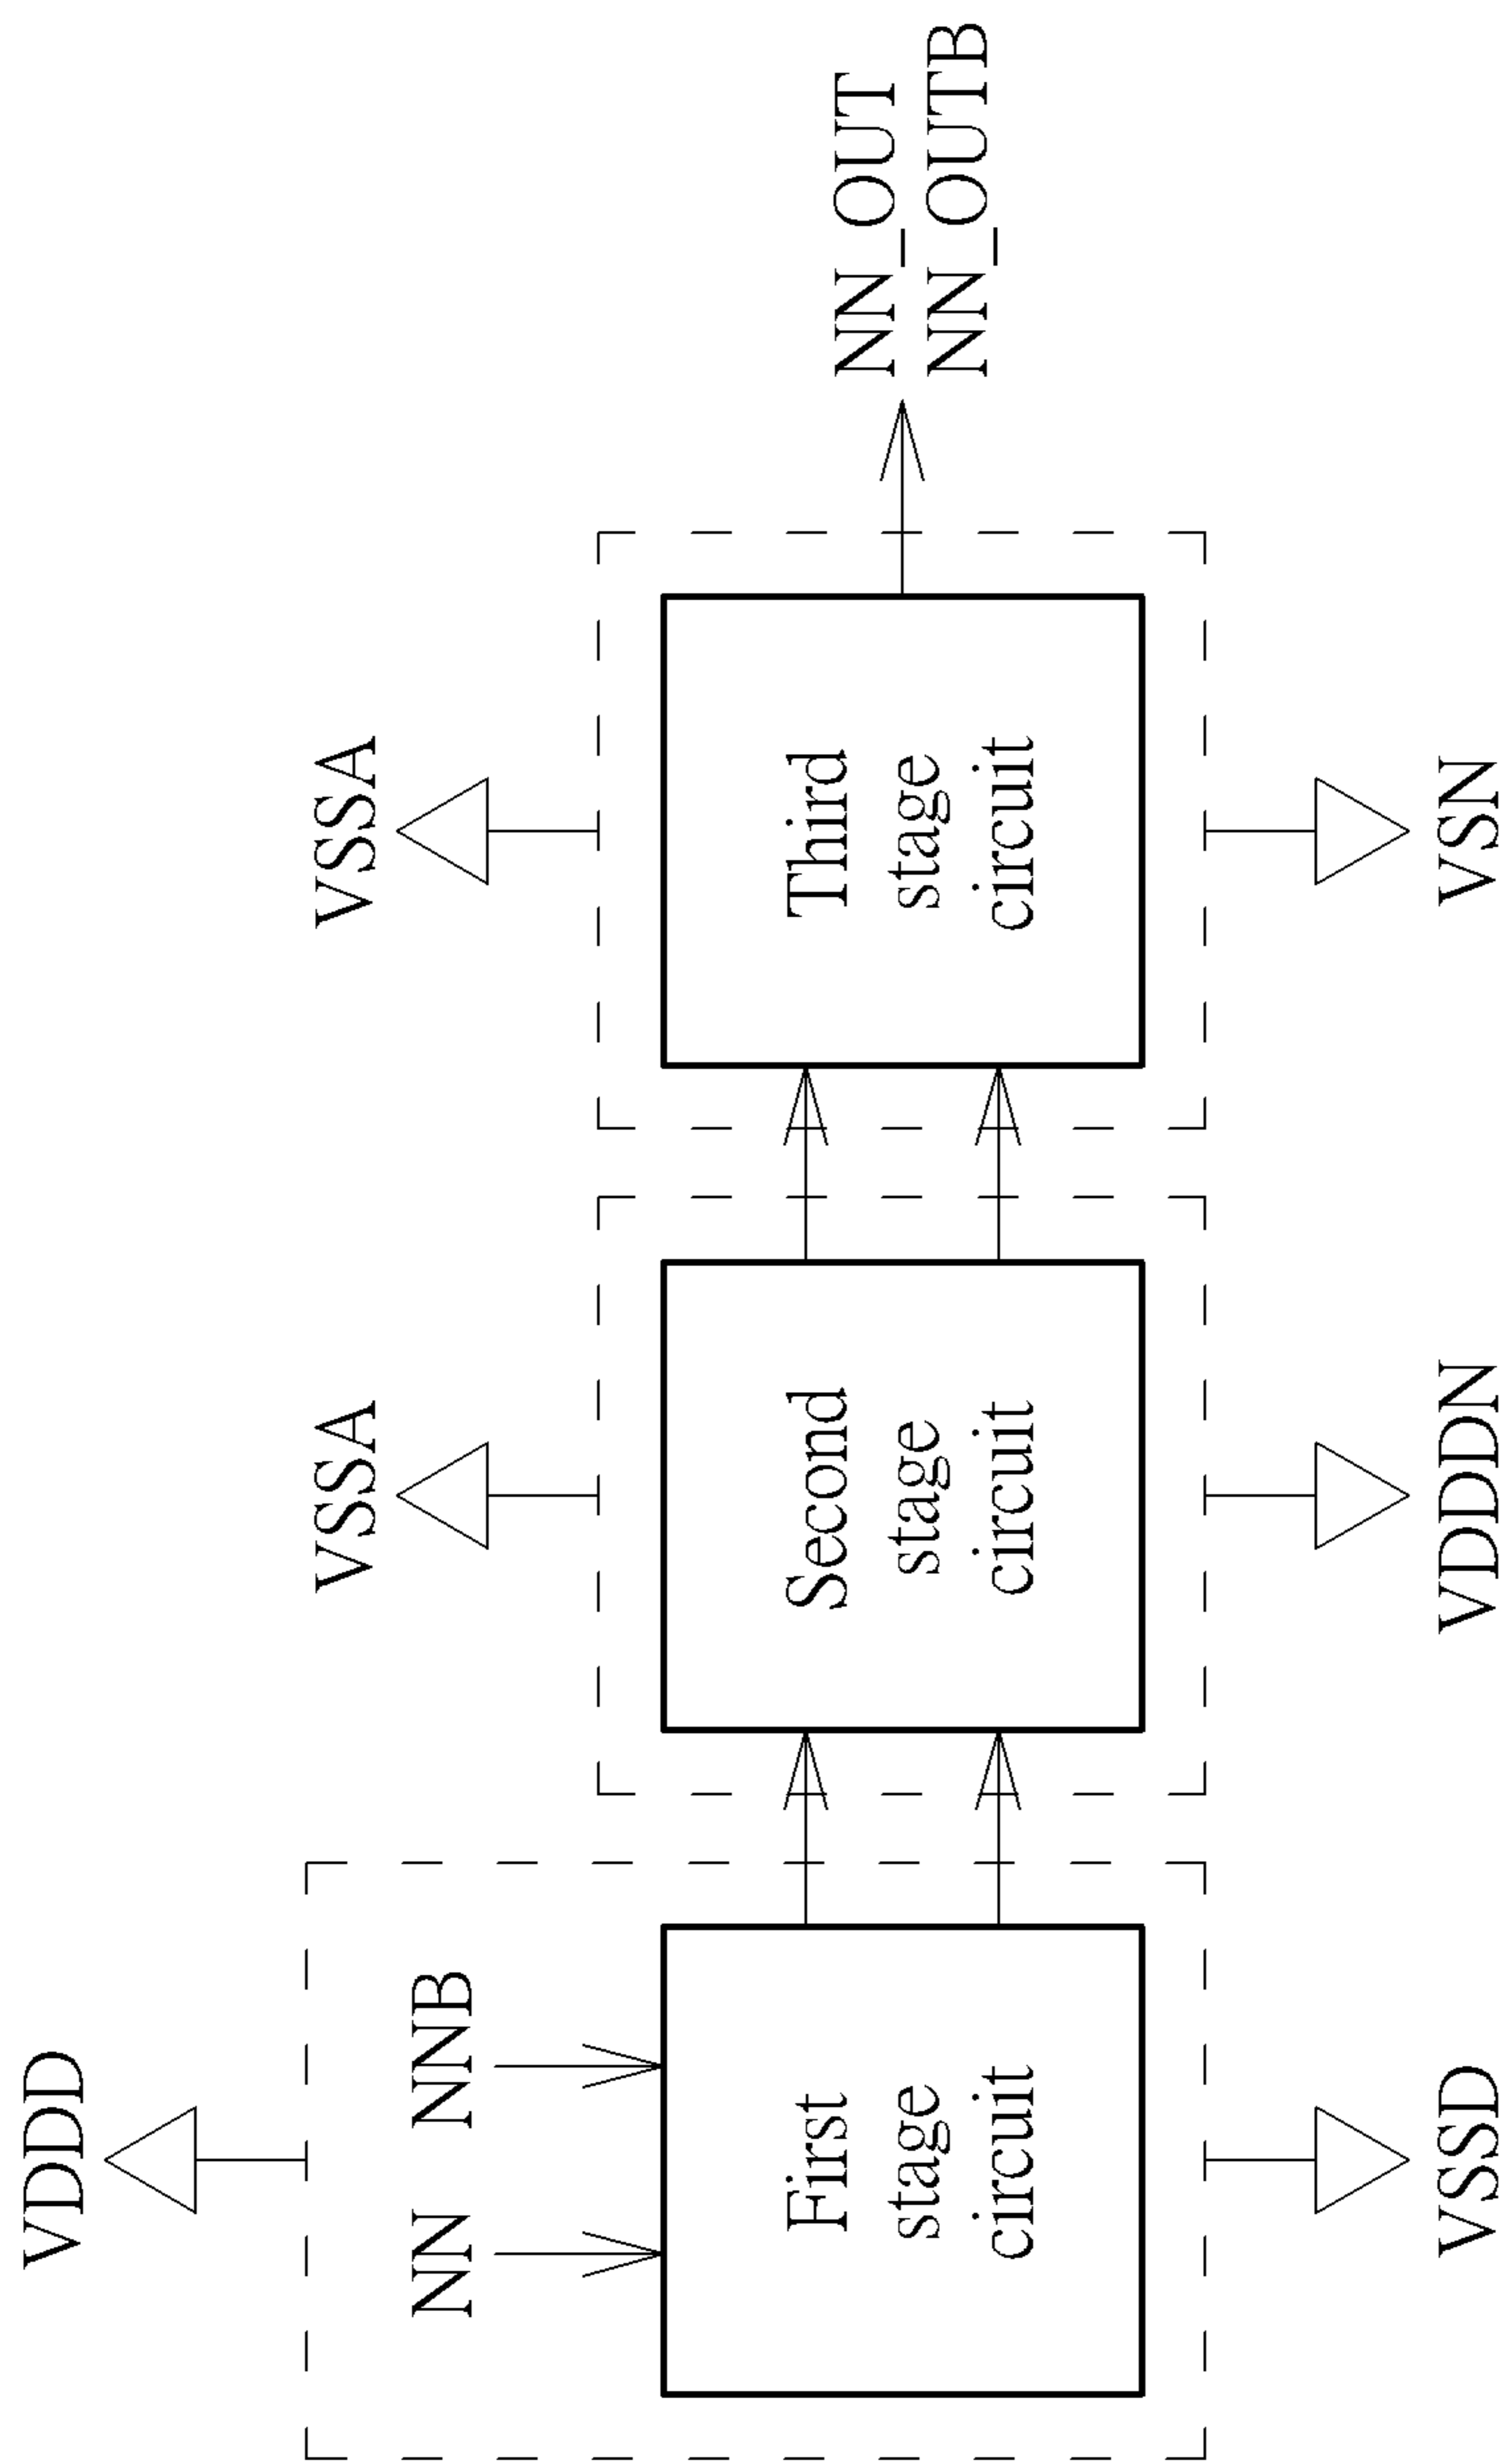 VDDD
VSSA
VSSA
NN
NNB
First
stage
circuit
Second
stage
circuit
Third
stage
circuit
NN_OUT
NN_OUTB
VSSD
VDDDN
VSN